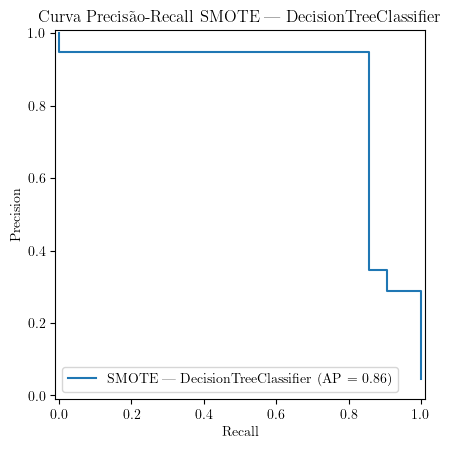 Curva Precisão-Recall SMOTE — DecisionTreeClassifier
1.0
0.8
0.6
0.4
0.2
0.0
Precision
SMOTE — DecisionTreeClassifier (AP = 0.86)
0.0 0.2 0.4 0.6 0.8 1.0
Recall